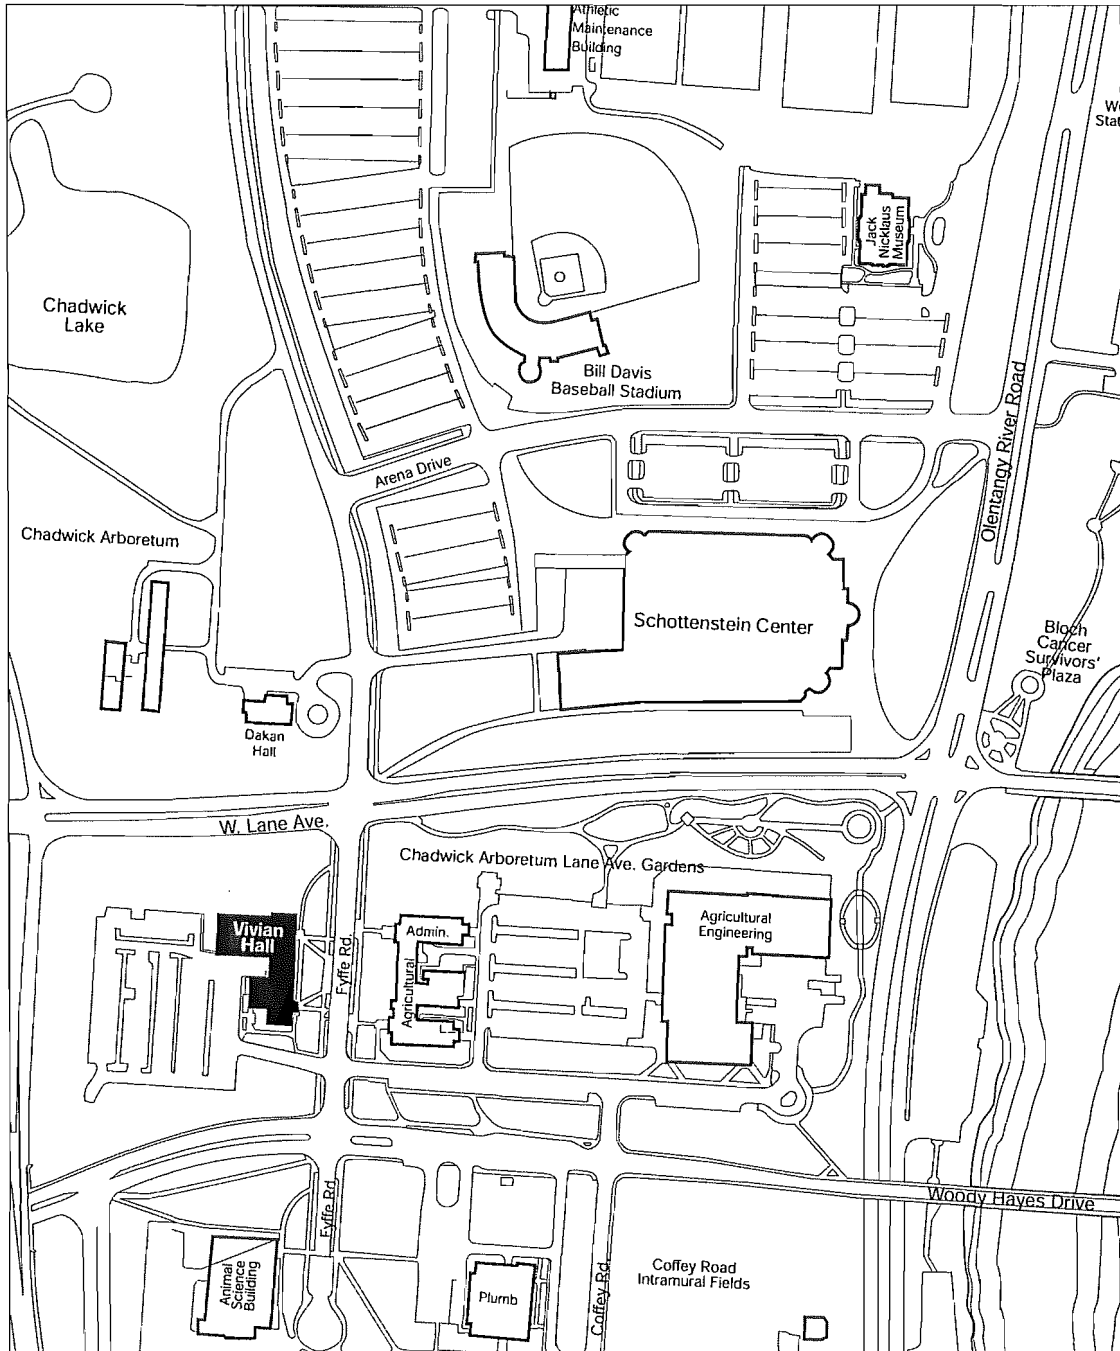 Athletic
Maintenance
Building
Jack
Nicklaus
Museum
Chadwick
Lake
Bill Davis
Baseball Stadium
Olentangy River Road
Arena Drive
Chadwick Arboretum
Schottenstein Center
Bloch
Cancer
Survivors'
Plaza
Dakan
Hall
W. Lane Ave.
Chadwick Arboretum Lane Ave. Gardens
Vivian
Hall
Fyffe Rd.
Admin.
Agricultural
Agricultural
Engineering
Woody Hayes Drive
Fyffe Rd.
Animal
Science
Building
Plumb
Coffey Rd.
Coffey Road
Intramural Fields